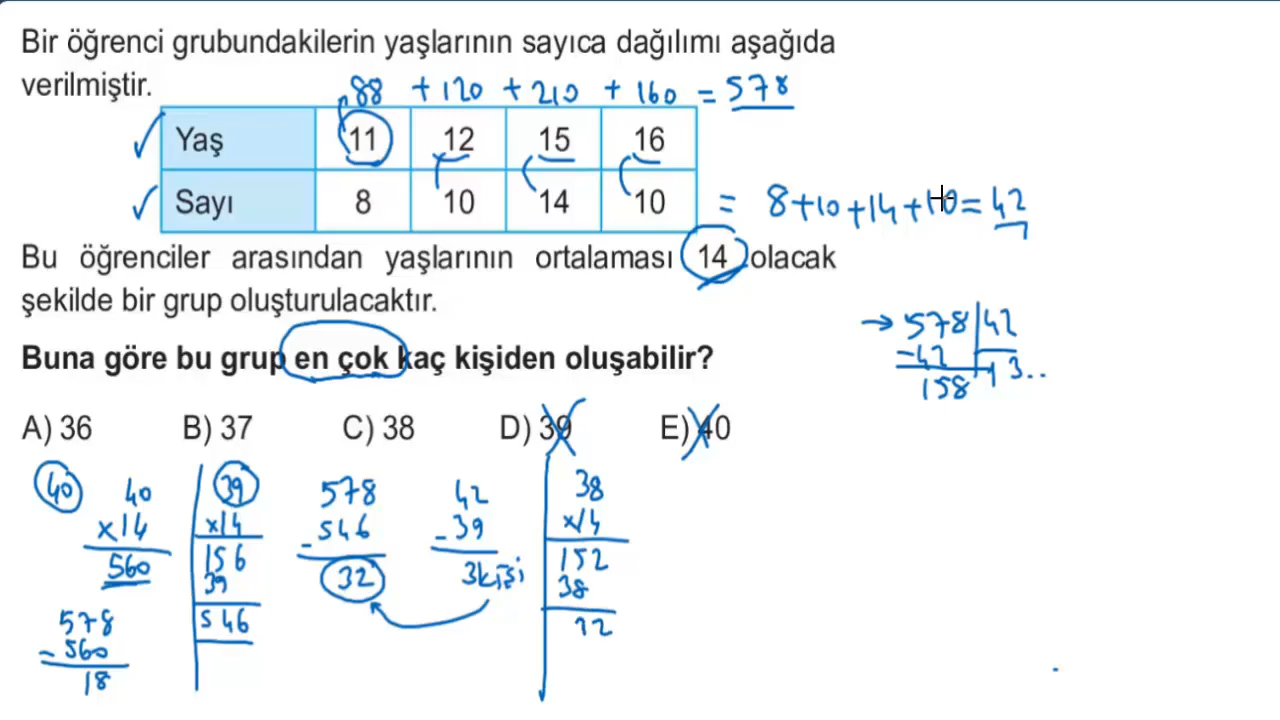 Bir öğrenci grubundakilerin yaşlarının sayıca dağılımı aşağıda
verilmiştir.
88 + 120 + 210 + 160 = 578
Yaş 11 12 15 16
Sayı 8 10 14 10 = 8+10+14+10=42
Bu öğrenciler arasından yaşlarının ortalaması 14 olacak
şekilde bir grup oluşturulacaktır.
→ 578 42
-42 13..
158
Buna göre bu grup en çok kaç kişiden oluşabilir?
A) 36 B) 37 C) 38 D) 39 E) 40
40
40
x14
560
578
-560
18
39
x14
156
39
546
578
-546
32
42
-39
3kişi
38
x14
152
38
32